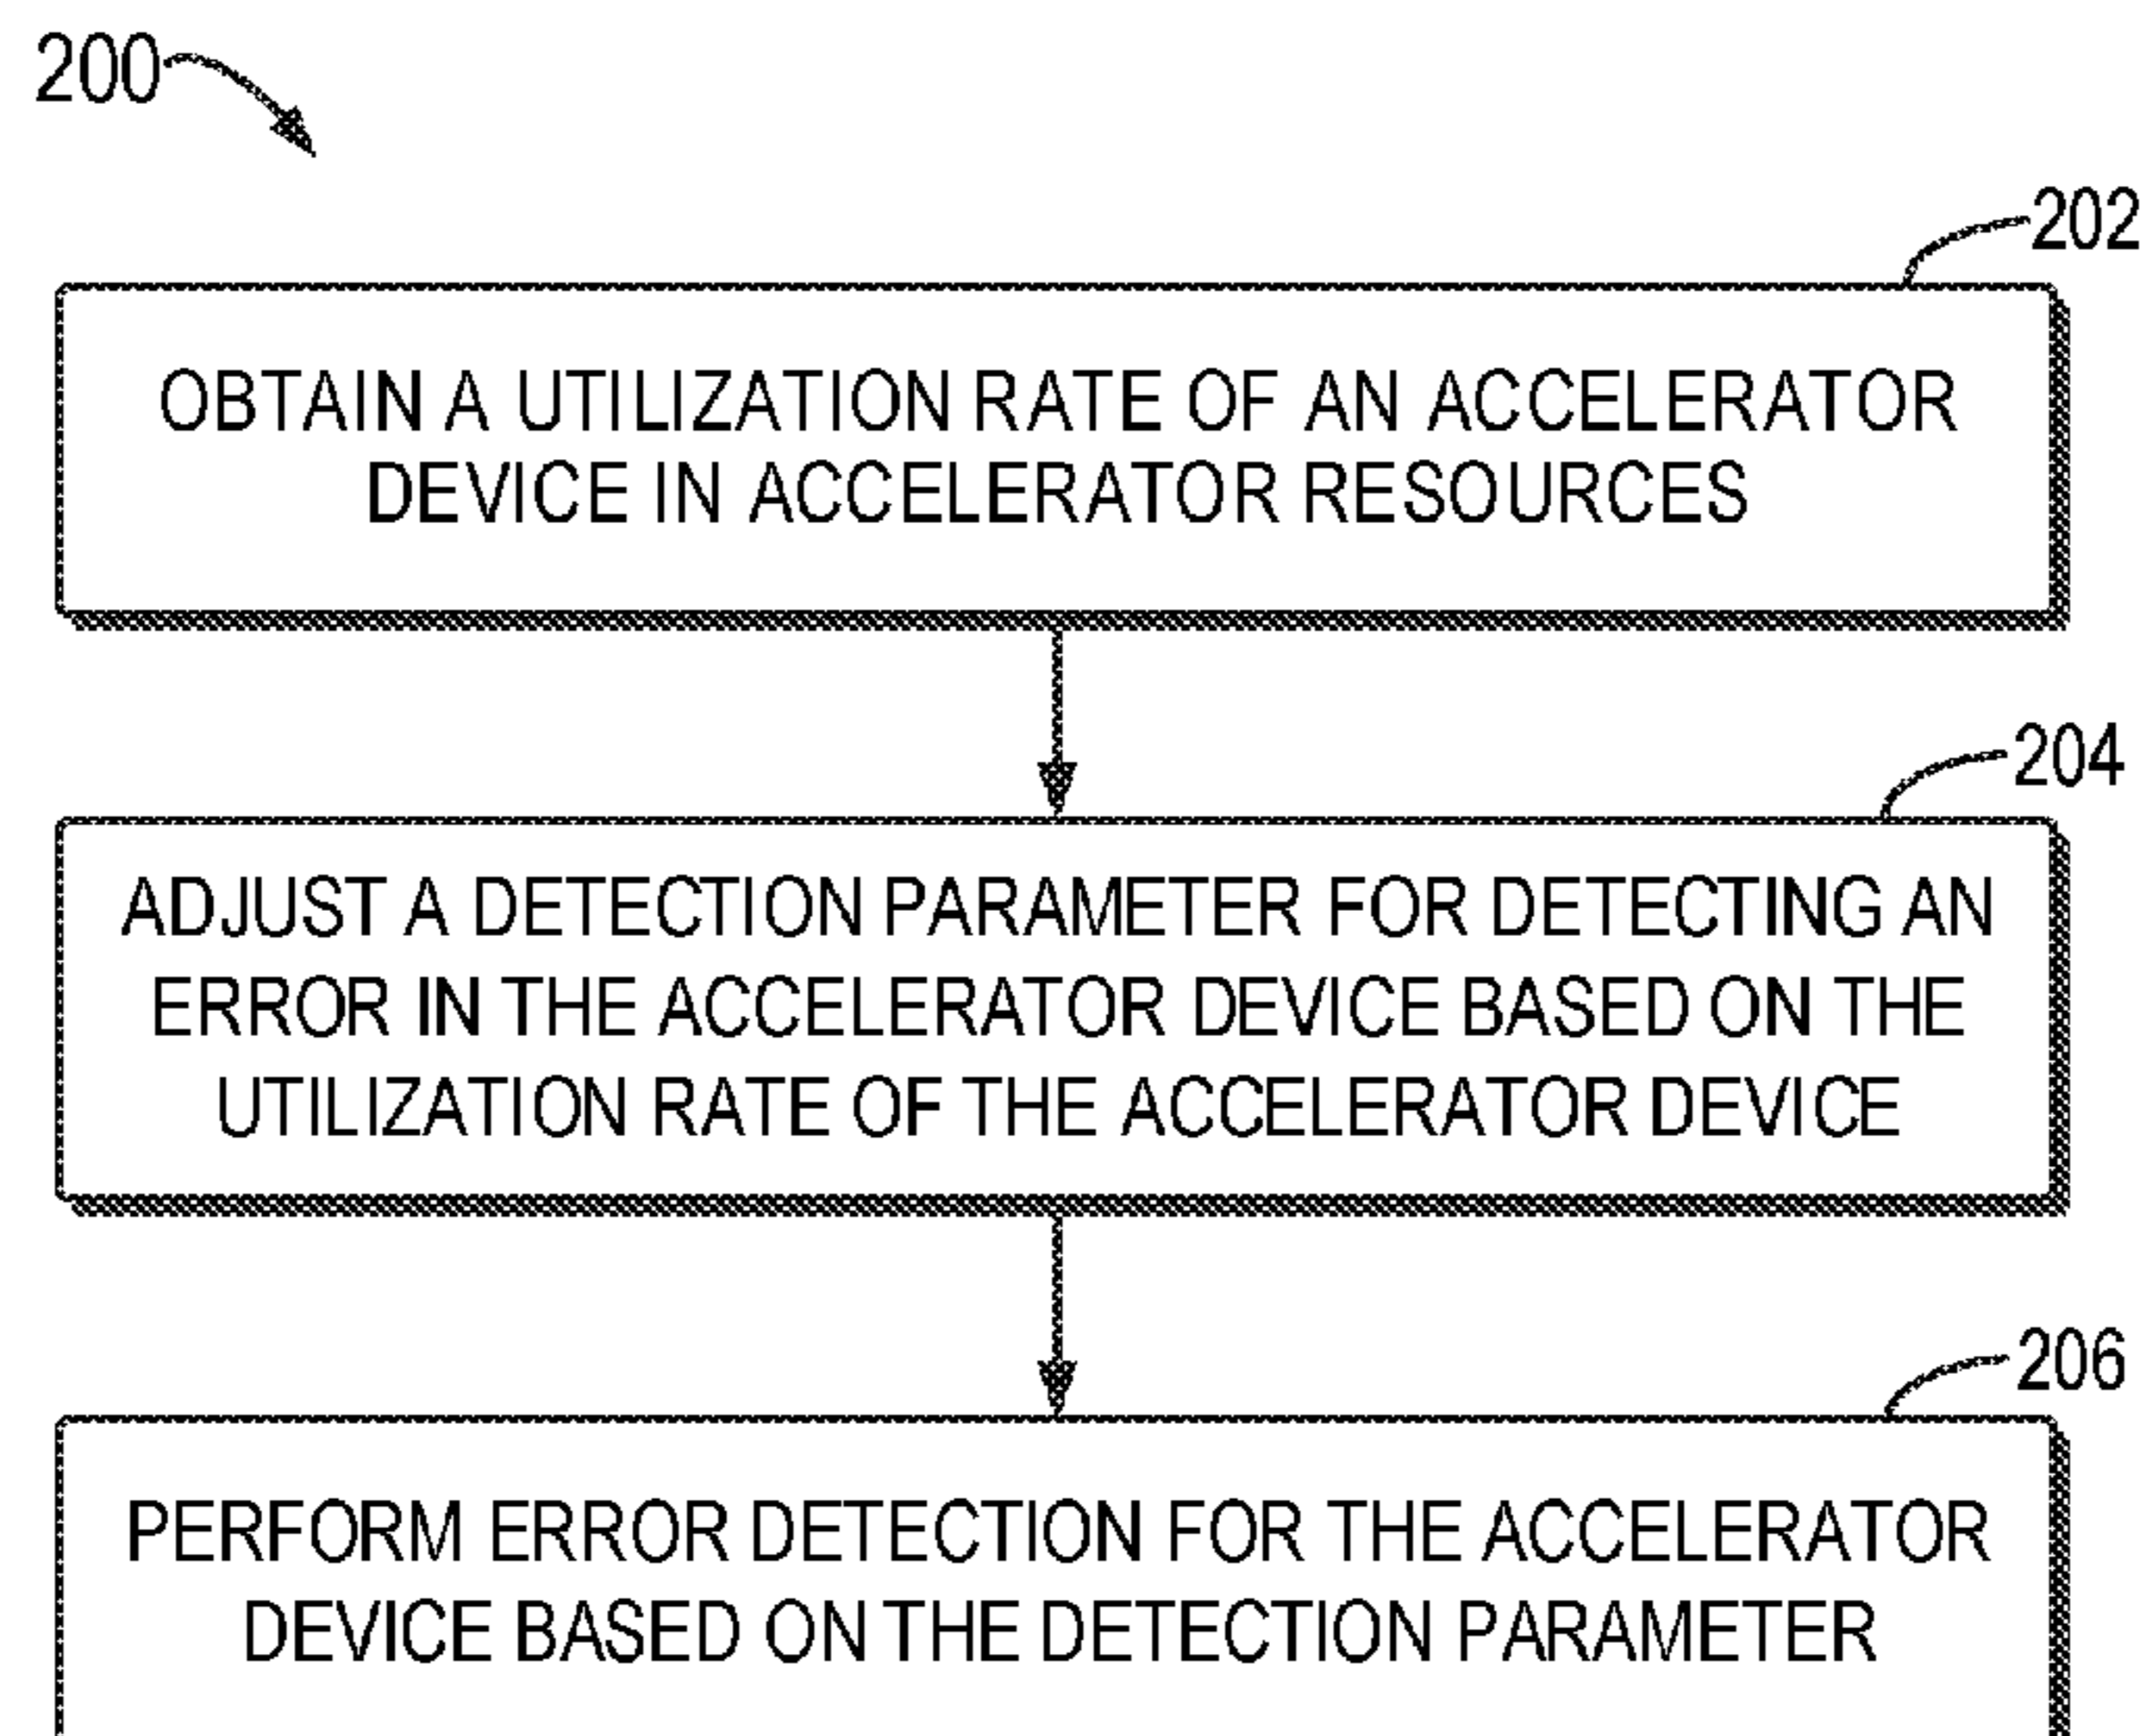 200
202
OBTAIN A UTILIZATION RATE OF AN ACCELERATOR
DEVICE IN ACCELERATOR RESOURCES
204
ADJUST A DETECTION PARAMETER FOR DETECTING AN
ERROR IN THE ACCELERATOR DEVICE BASED ON THE
UTILIZATION RATE OF THE ACCELERATOR DEVICE
206
PERFORM ERROR DETECTION FOR THE ACCELERATOR
DEVICE BASED ON THE DETECTION PARAMETER